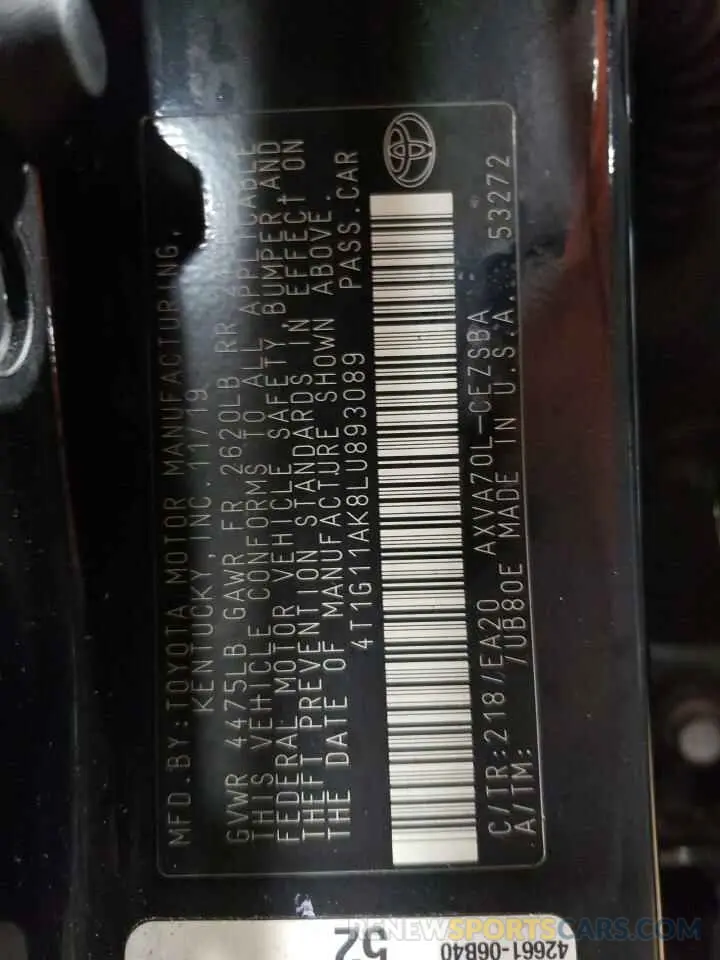 MFD.BY:TOYOTA MOTOR MANUFACTURING,
KENTUCKY,INC.11/19
GVWR 4475LB GAWR FR 2620LB RR
THIS VEHICLE CONFORMS TO ALL APPLICABLE
FEDERAL MOTOR VEHICLE SAFETY,BUMPER,AND
THEFT PREVENTION STANDARDS IN EFFECT ON
THE DATE OF MANUFACTURE SHOWN ABOVE.
4T1G11AK8LU893089 PASS.CAR
C/TR:218/EA20 AXVA70L-CEZSBA
A/TM: /UB80E MADE IN U.S.A. 53272
52
42661-06B40
RENEWSPORTSCARS.COM